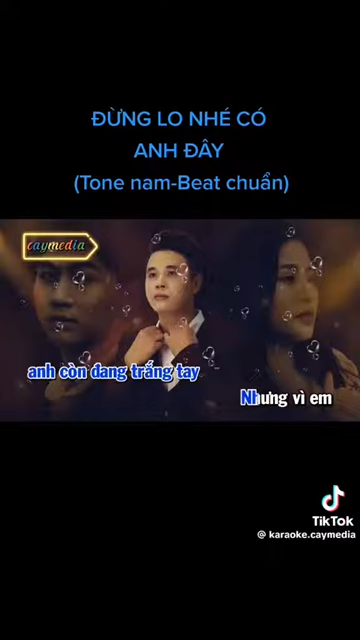 ĐỪNG LO NHÉ CÓ
ANH ĐÂY
(Tone nam-Beat chuẩn)
caymedia
anh còn đang trắng tay
Nhưng vì em
TikTok
@ karaoke.caymedia